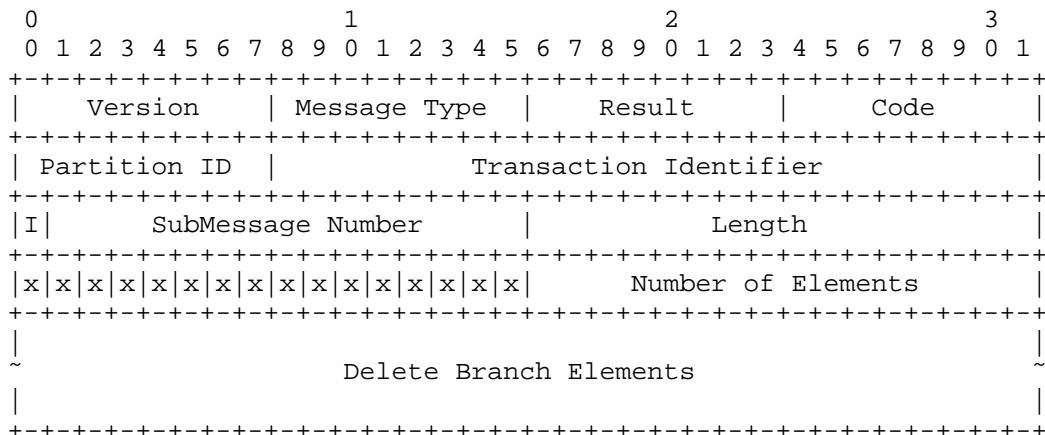 0                   1                   2                   3
 0 1 2 3 4 5 6 7 8 9 0 1 2 3 4 5 6 7 8 9 0 1 2 3 4 5 6 7 8 9 0 1
+-+-+-+-+-+-+-+-+-+-+-+-+-+-+-+-+-+-+-+-+-+-+-+-+-+-+-+-+-+-+-+-+
|    Version    | Message Type  |    Result     |     Code      |
+-+-+-+-+-+-+-+-+-+-+-+-+-+-+-+-+-+-+-+-+-+-+-+-+-+-+-+-+-+-+-+-+
| Partition ID  |            Transaction Identifier             |
+-+-+-+-+-+-+-+-+-+-+-+-+-+-+-+-+-+-+-+-+-+-+-+-+-+-+-+-+-+-+-+-+
|I|      SubMessage Number      |           Length              |
+-+-+-+-+-+-+-+-+-+-+-+-+-+-+-+-+-+-+-+-+-+-+-+-+-+-+-+-+-+-+-+-+
|x|x|x|x|x|x|x|x|x|x|x|x|x|x|x|x|      Number of Elements       |
+-+-+-+-+-+-+-+-+-+-+-+-+-+-+-+-+-+-+-+-+-+-+-+-+-+-+-+-+-+-+-+-+
|                                                               |
~                    Delete Branch Elements                     ~
|                                                               |
+-+-+-+-+-+-+-+-+-+-+-+-+-+-+-+-+-+-+-+-+-+-+-+-+-+-+-+-+-+-+-+-+